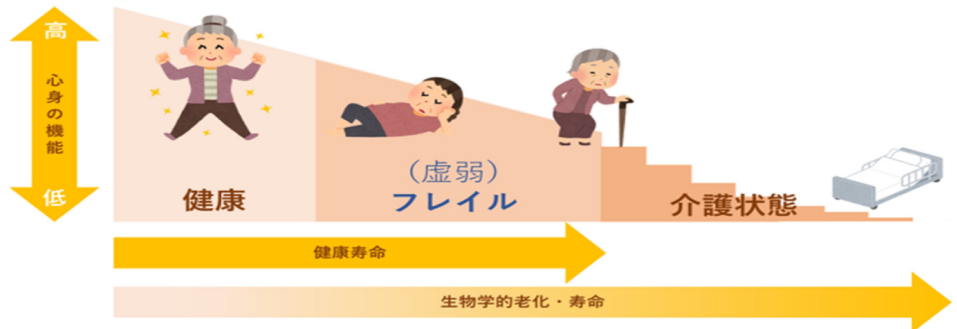 高
心身の機能
低
健康
（虚弱）
フレイル
介護状態
健康寿命
生物学的老化・寿命